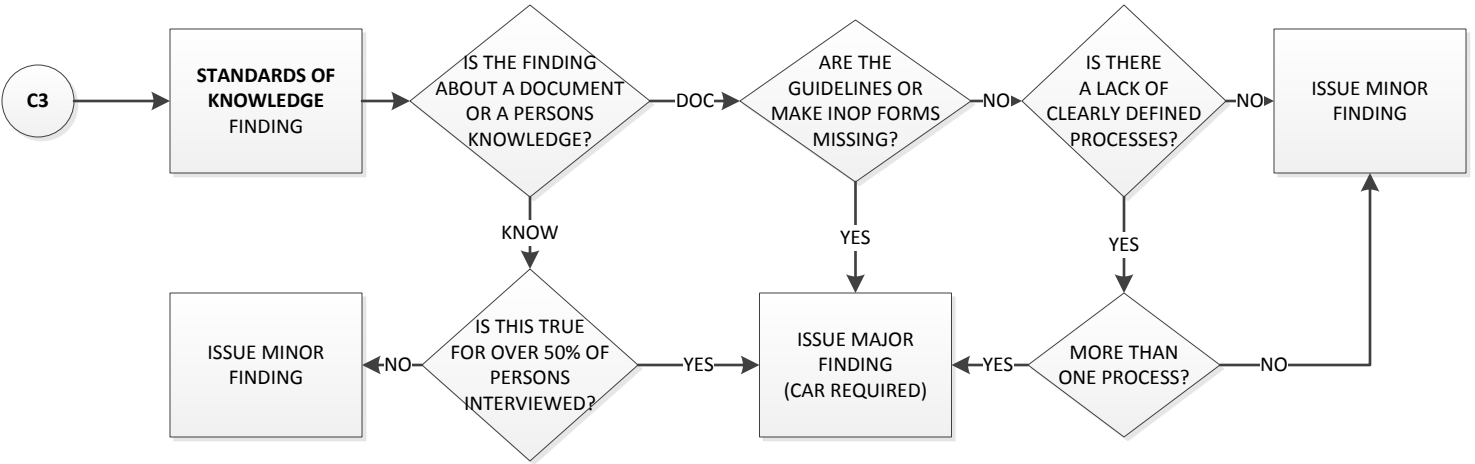 C3
STANDARDS OF
KNOWLEDGE
FINDING
IS THE FINDING
ABOUT A DOCUMENT
OR A PERSONS
KNOWLEDGE?
DOC
ARE THE
GUIDELINES OR
MAKE INOP FORMS
MISSING?
NO
IS THERE
A LACK OF
CLEARLY DEFINED
PROCESSES?
NO
ISSUE MINOR
FINDING
KNOW
YES
YES
ISSUE MINOR
FINDING
NO
IS THIS TRUE
FOR OVER 50% OF
PERSONS
INTERVIEWED?
YES
ISSUE MAJOR
FINDING
(CAR REQUIRED)
YES
MORE THAN
ONE PROCESS?
NO